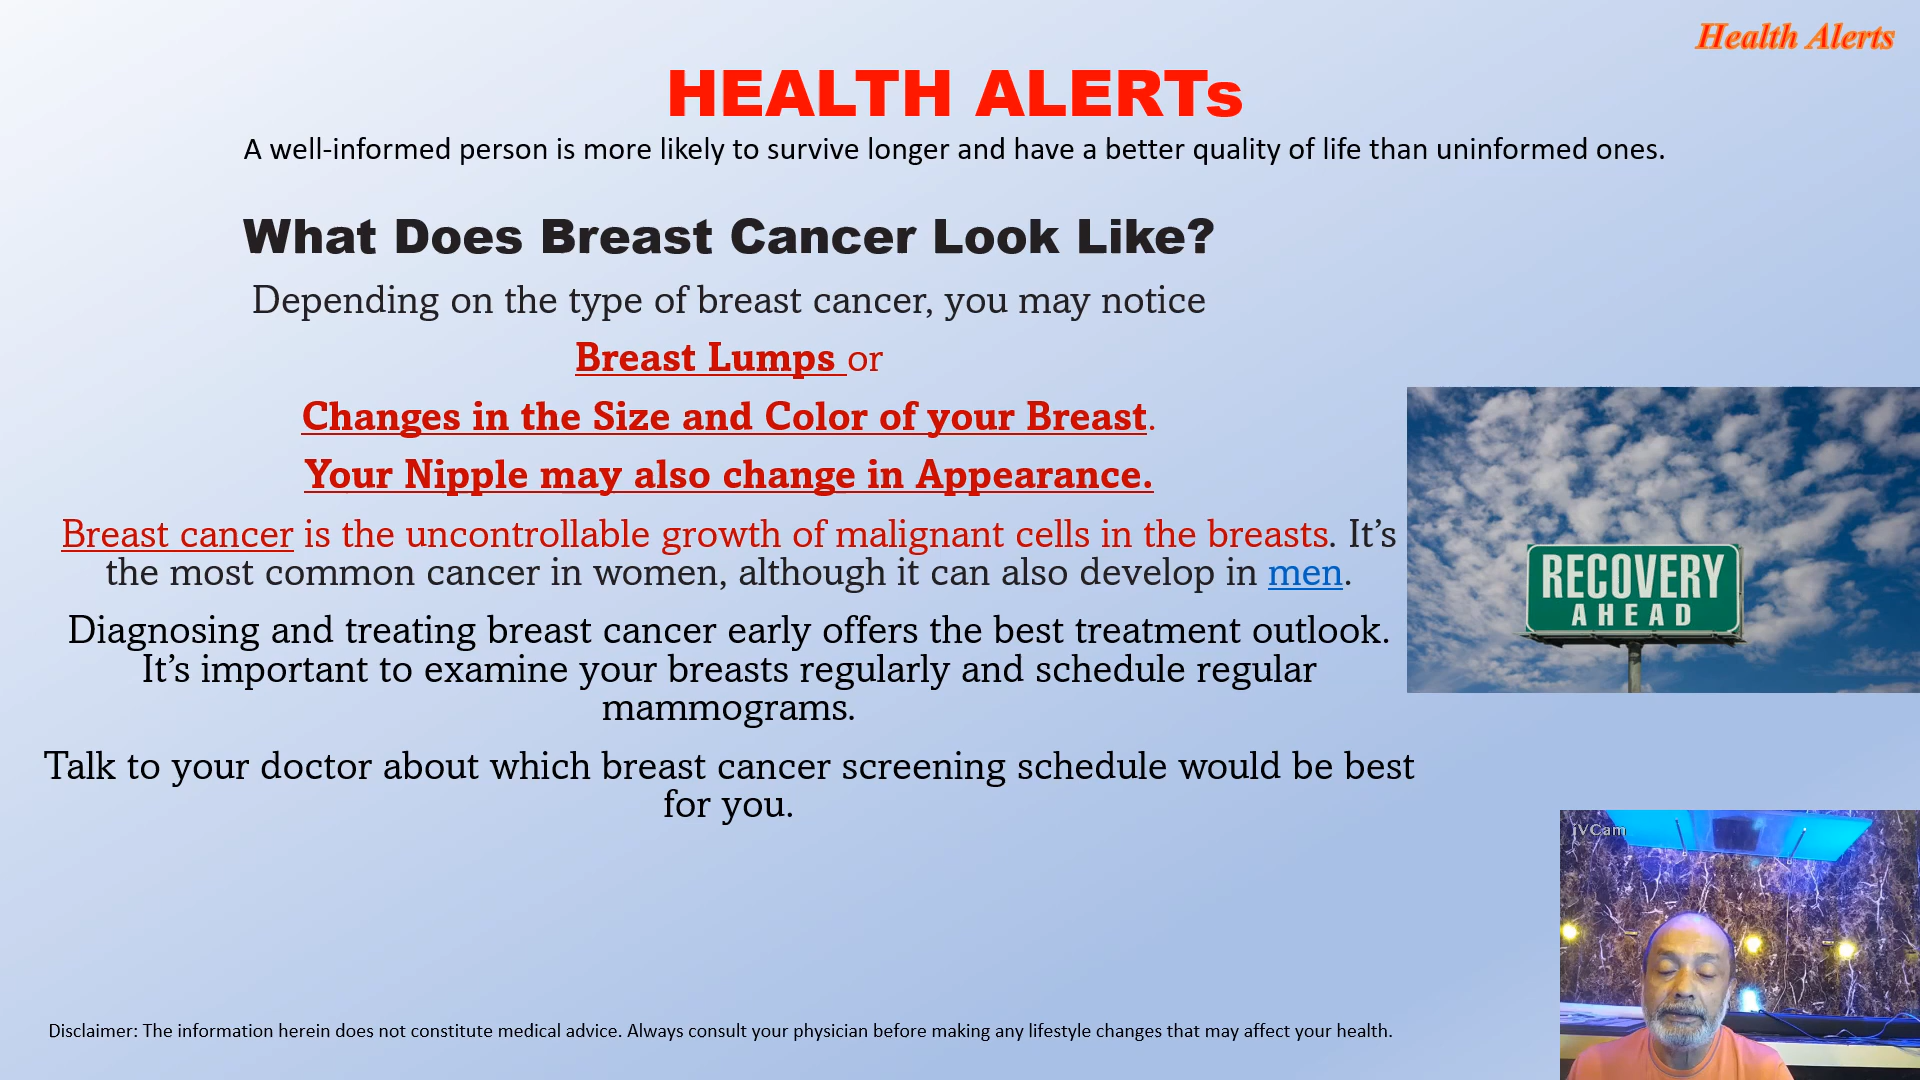 Health Alerts
HEALTH ALERTs
A well-informed person is more likely to survive longer and have a better quality of life than uninformed ones.
What Does Breast Cancer Look Like?
Depending on the type of breast cancer, you may notice
Breast Lumps or
Changes in the Size and Color of your Breast.
Your Nipple may also change in Appearance.
Breast cancer is the uncontrollable growth of malignant cells in the breasts. It’s
the most common cancer in women, although it can also develop in men.
Diagnosing and treating breast cancer early offers the best treatment outlook.
It’s important to examine your breasts regularly and schedule regular
mammograms.
Talk to your doctor about which breast cancer screening schedule would be best
for you.
RECOVERY
AHEAD
iVCam
Disclaimer: The information herein does not constitute medical advice. Always consult your physician before making any lifestyle changes that may affect your health.